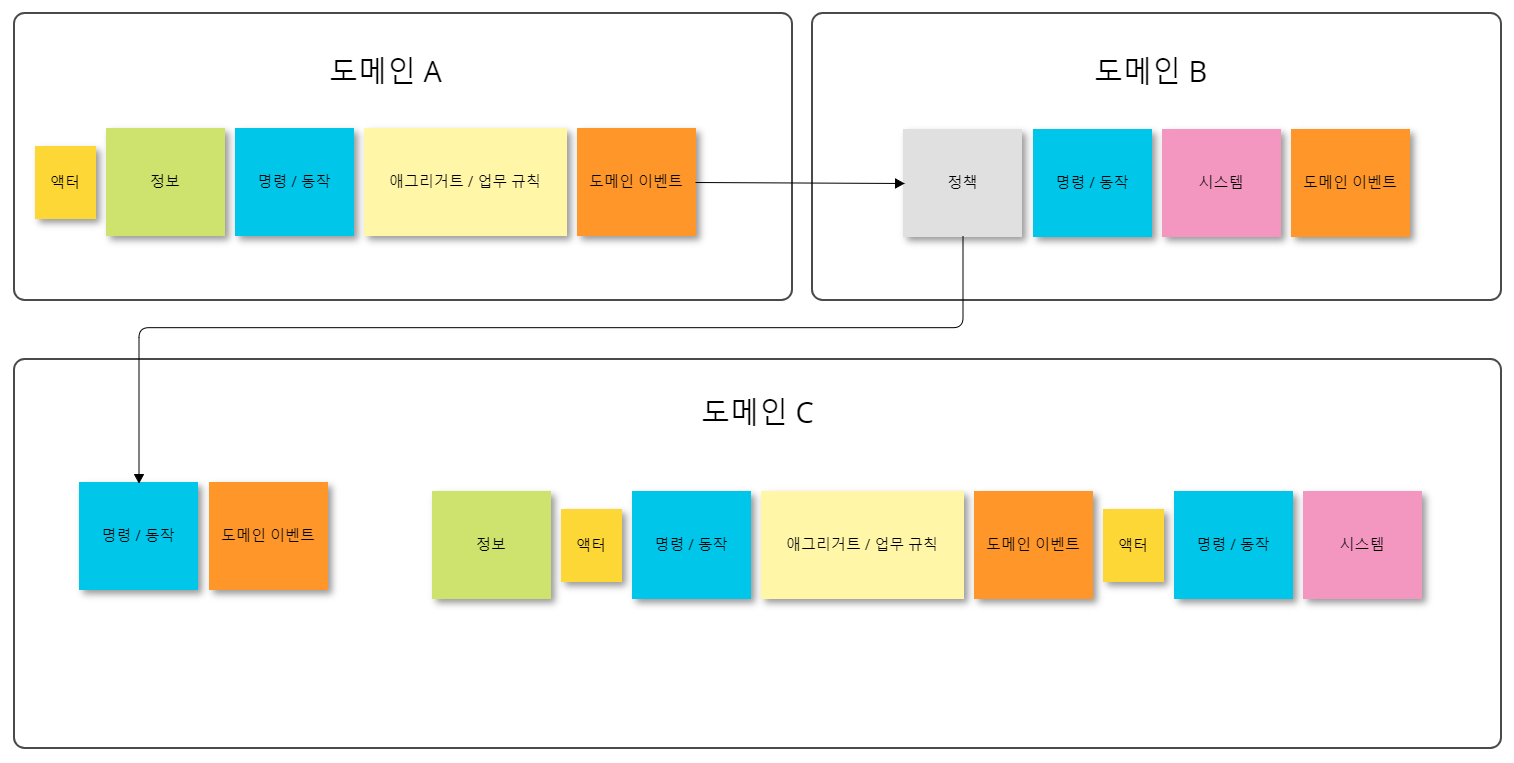 도메인 A
액터
정보
명령 / 동작
애그리거트 / 업무 규칙
도메인 이벤트
도메인 B
정책
명령 / 동작
시스템
도메인 이벤트
도메인 C
명령 / 동작
도메인 이벤트
정보
액터
명령 / 동작
애그리거트 / 업무 규칙
도메인 이벤트
액터
명령 / 동작
시스템